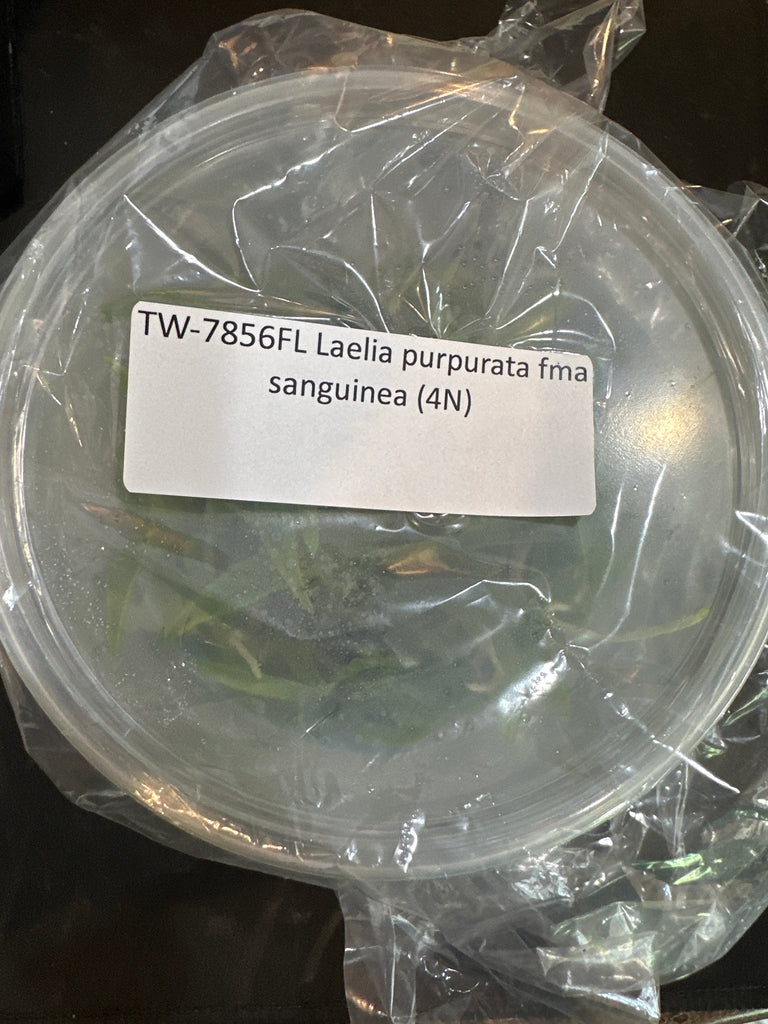 TW-7856FL Laelia purpurata fma
sanguinea (4N)